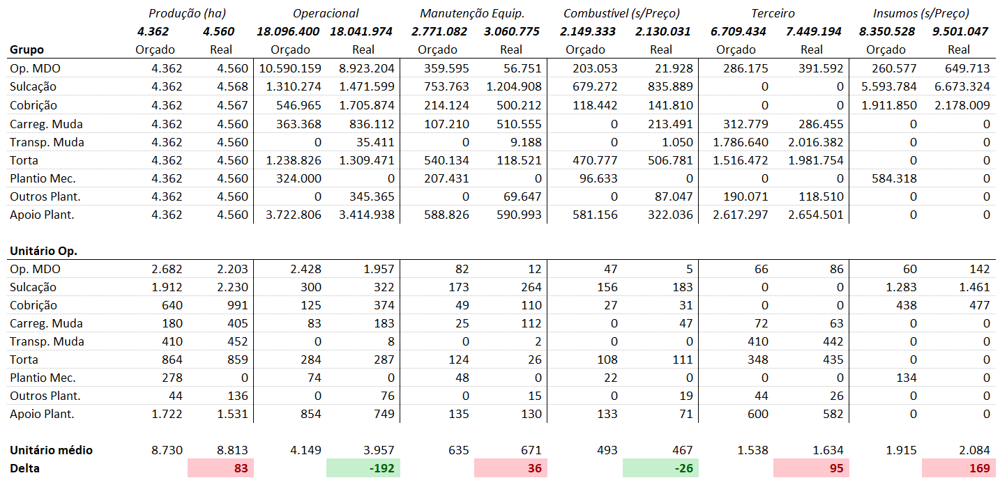 Produção (ha) Operacional Manutenção Equip. Combustível (s/Preço) Terceiro Insumos (s/Preço)
4.362 4.560 18.096.400 18.041.974 2.771.082 3.060.775 2.149.333 2.130.031 6.709.434 7.449.194 8.350.528 9.501.047
Grupo Orçado Real Orçado Real Orçado Real Orçado Real Orçado Real Orçado Real
Op. MDO 4.362 4.560 10.590.159 8.923.204 359.595 56.751 203.053 21.928 286.175 391.592 260.577 649.713
Sulcação 4.362 4.568 1.310.274 1.471.599 753.763 1.204.908 679.272 835.889 0 0 5.593.784 6.673.324
Cobrição 4.362 4.567 546.965 1.705.874 214.124 500.212 118.442 141.810 0 0 1.911.850 2.178.009
Carreg. Muda 4.362 4.560 363.368 836.112 107.210 510.555 0 213.491 312.779 286.455 0 0
Transp. Muda 4.362 4.560 0 35.411 0 9.188 0 1.050 1.786.640 2.016.382 0 0
Torta 4.362 4.560 1.238.826 1.309.471 540.134 118.521 470.777 506.781 1.516.472 1.981.754 0 0
Plantio Mec. 4.362 4.560 324.000 0 207.431 0 96.633 0 0 0 584.318 0
Outros Plant. 4.362 4.560 0 345.365 0 69.647 0 87.047 190.071 118.510 0 0
Apoio Plant. 4.362 4.560 3.722.806 3.414.938 588.826 590.993 581.156 322.036 2.617.297 2.654.501 0 0
Unitário Op.
Op. MDO 2.682 2.203 2.428 1.957 82 12 47 5 66 86 60 142
Sulcação 1.912 2.230 300 322 173 264 156 183 0 0 1.283 1.461
Cobrição 640 991 125 374 49 110 27 31 0 0 438 477
Carreg. Muda 180 405 83 183 25 112 0 47 72 63 0 0
Transp. Muda 410 452 0 8 0 2 0 0 410 442 0 0
Torta 864 859 284 287 124 26 108 111 348 435 0 0
Plantio Mec. 278 0 74 0 48 0 22 0 0 0 134 0
Outros Plant. 44 136 0 76 0 15 0 19 44 26 0 0
Apoio Plant. 1.722 1.531 854 749 135 130 133 71 600 582 0 0
Unitário médio 8.730 8.813 4.149 3.957 635 671 493 467 1.538 1.634 1.915 2.084
Delta 83 -192 36 -26 95 169